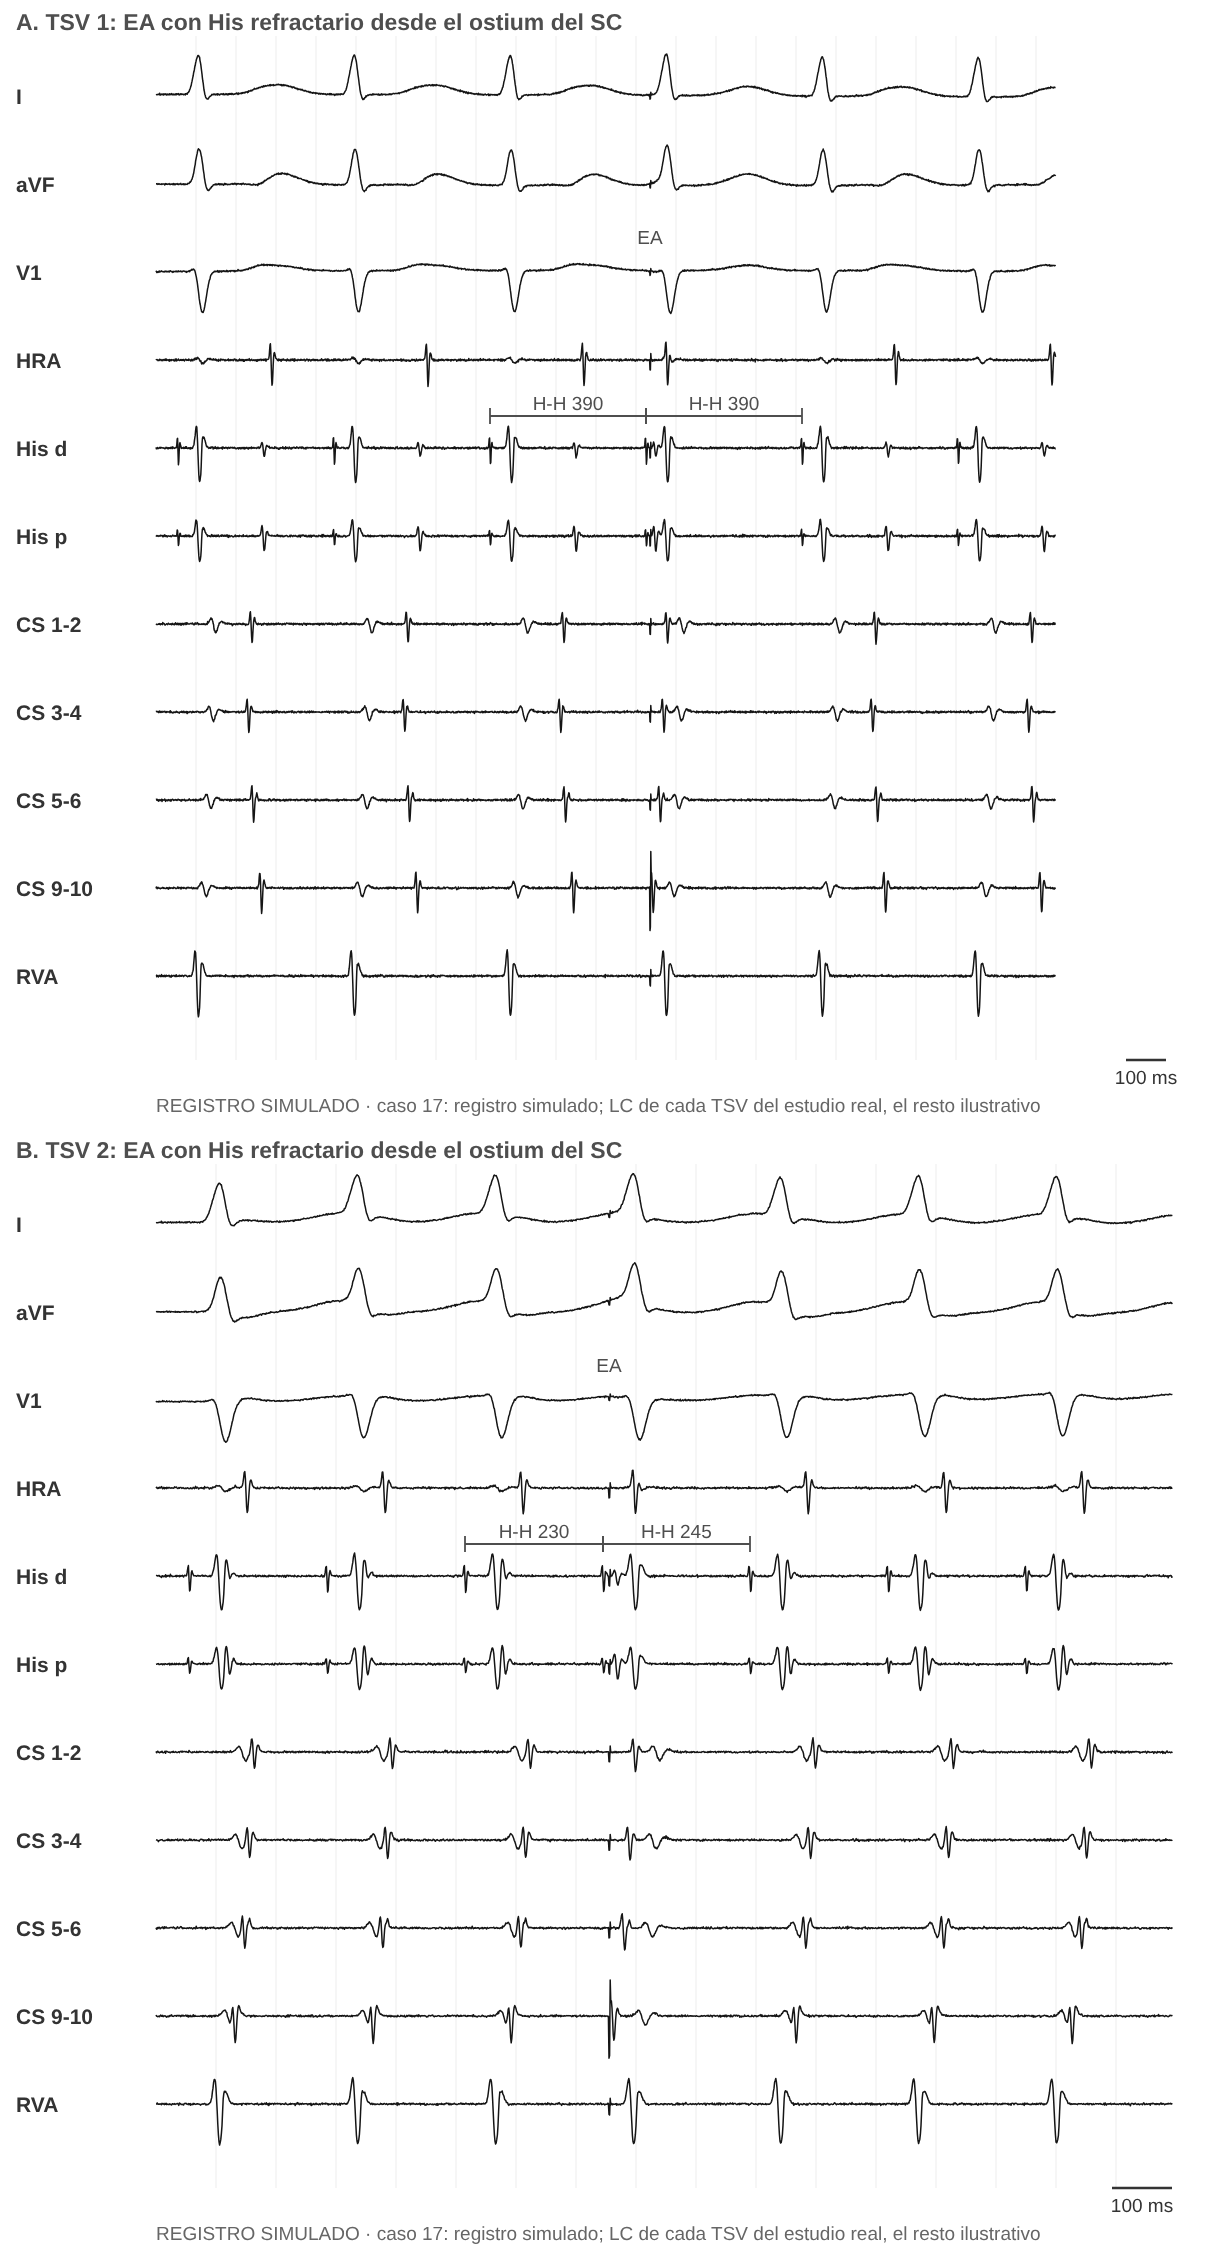 A. TSV 1: EA con His refractario desde el ostium del SC
I
aVF
EA
V1
HRA
H-H 390 H-H 390
His d
His p
CS 1-2
CS 3-4
CS 5-6
CS 9-10
RVA
100 ms
REGISTRO SIMULADO · caso 17: registro simulado; LC de cada TSV del estudio real, el resto ilustrativo
B. TSV 2: EA con His refractario desde el ostium del SC
I
aVF
EA
V1
HRA
H-H 230 H-H 245
His d
His p
CS 1-2
CS 3-4
CS 5-6
CS 9-10
RVA
100 ms
REGISTRO SIMULADO · caso 17: registro simulado; LC de cada TSV del estudio real, el resto ilustrativo